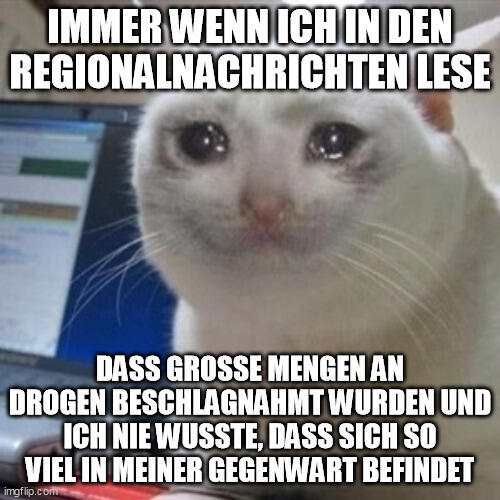 IMMER WENN ICH IN DEN
REGIONALNACHRICHTEN LESE
DASS GROSSE MENGEN AN
DROGEN BESCHLAGNAHMT WURDEN UND
ICH NIE WUSSTE, DASS SICH SO
VIEL IN MEINER GEGENWART BEFINDET
imgflip.com